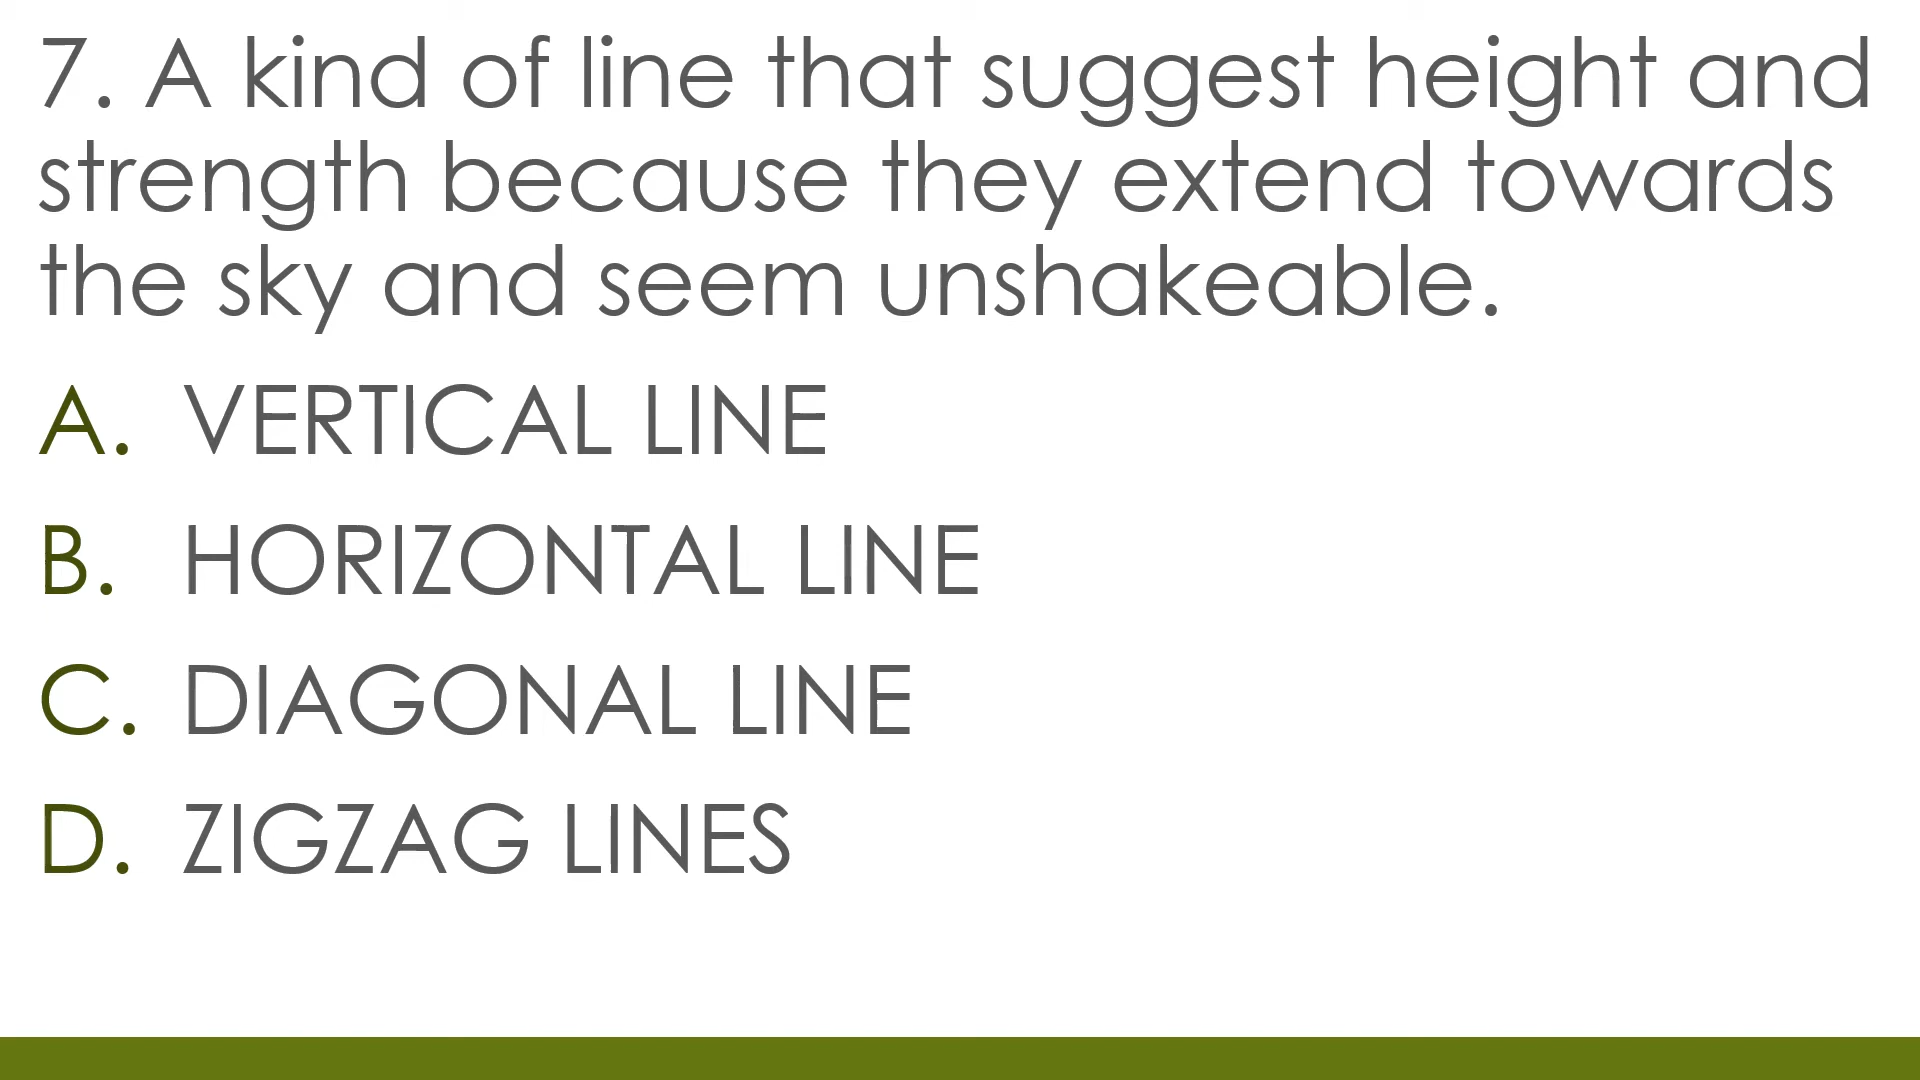 7. A kind of line that suggest height and
strength because they extend towards
the sky and seem unshakeable.
A. VERTICAL LINE
B. HORIZONTAL LINE
C. DIAGONAL LINE
D. ZIGZAG LINES